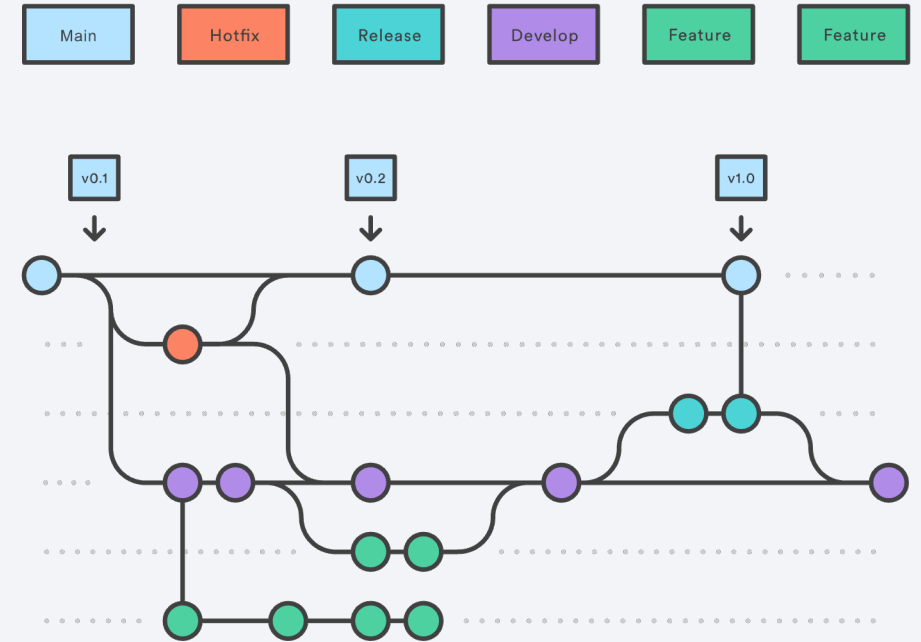 Main
Hotfix
Release
Develop
Feature
Feature
v0.1
v0.2
v1.0